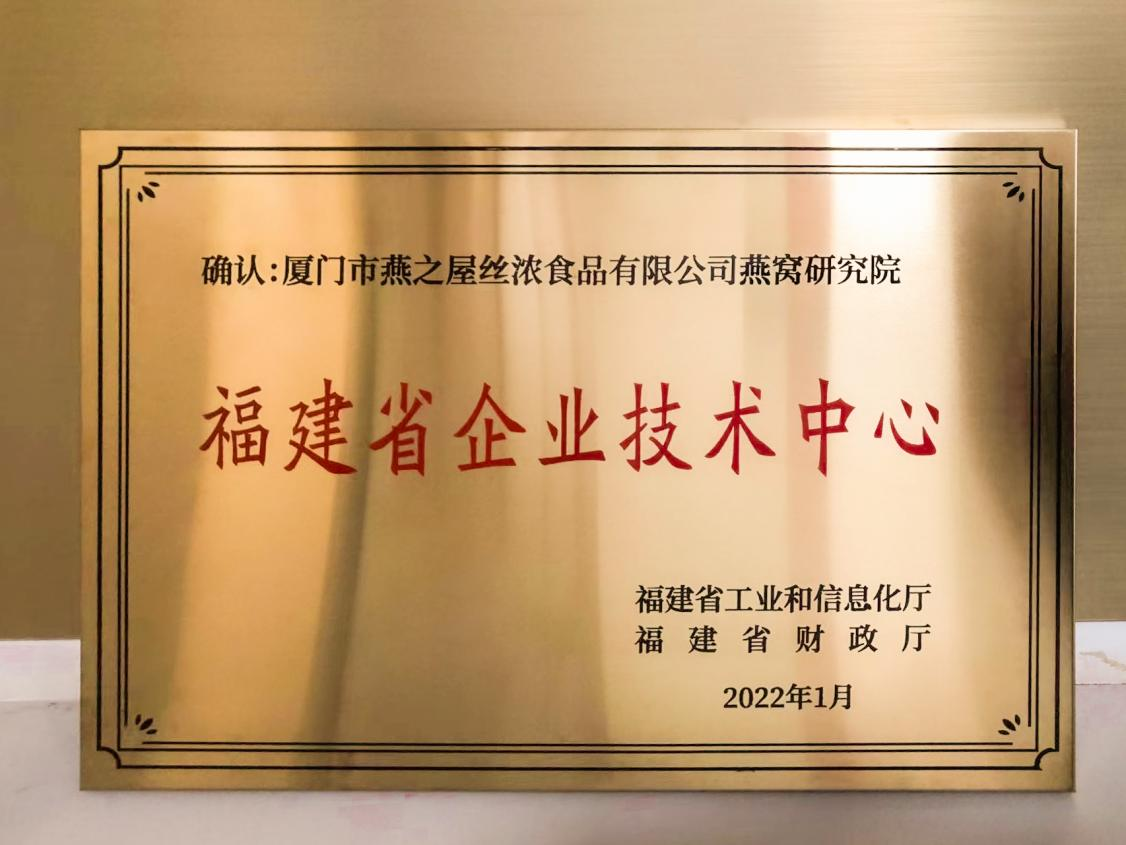 确认:厦门市燕之屋丝浓食品有限公司燕窝研究院
福建省企业技术中心
福建省工业和信息化厅
福建省财政厅
2022年1月